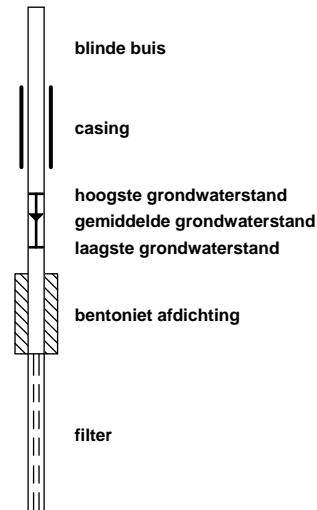 blinde buis
casing
hoogste grondwaterstand
gemiddelde grondwaterstand
laagste grondwaterstand
bentoniet afdichting
filter